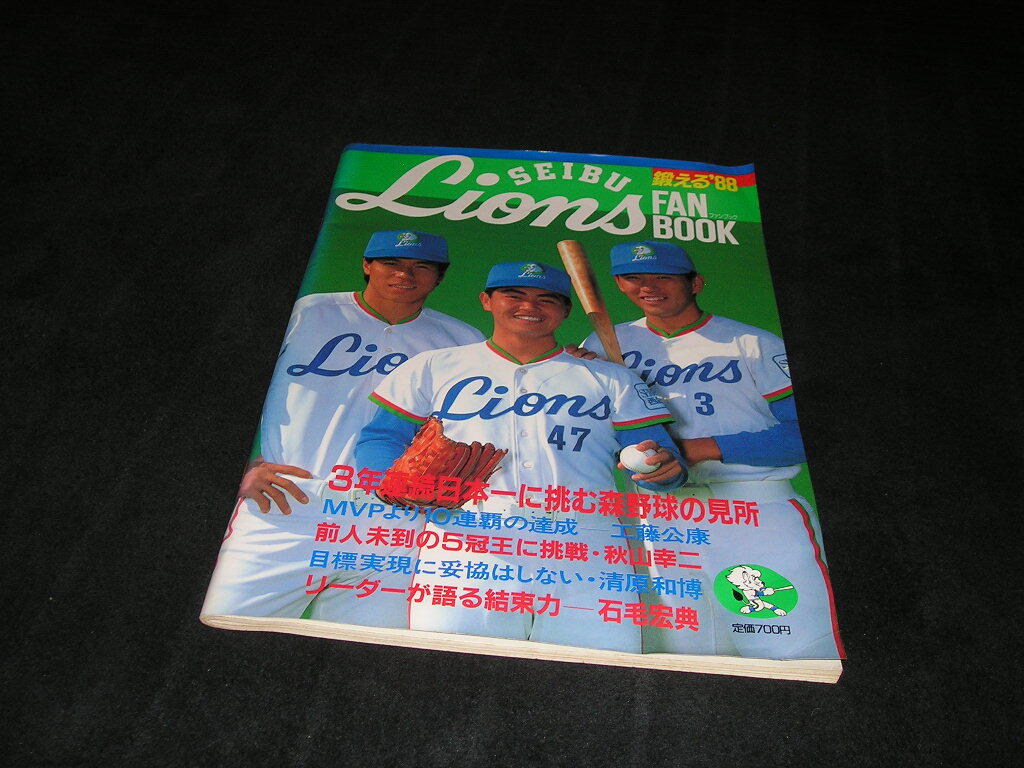 SEIBU
Lions
鍛える'88
FAN
ファンブック
BOOK
Lions
Lions
Lions
Lio
Lions
47
Lions
3
3年連続日本一に挑む森野球の見所
MVPより10連覇の達成 工藤公康
前人未到の5冠王に挑戦・秋山幸二
目標実現に妥協はしない・清原和博
リーダーが語る結束力―石毛宏典
定価700円